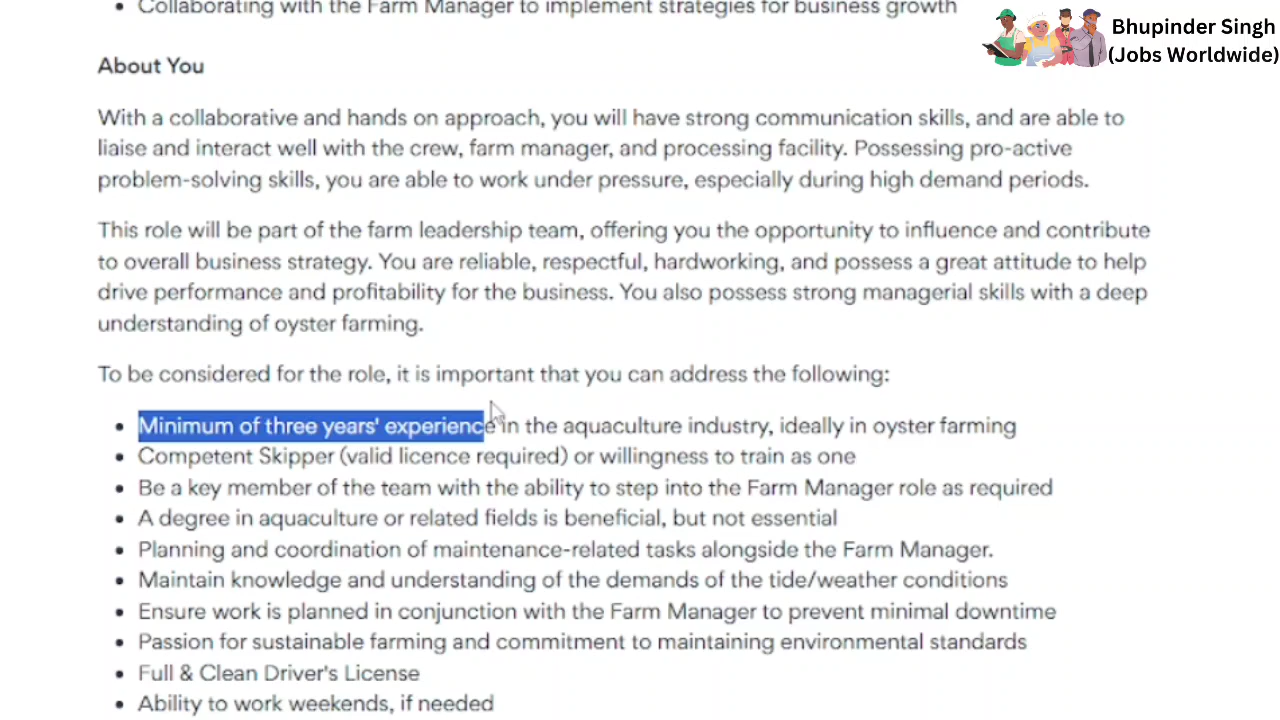 Collaborating with the Farm Manager to implement strategies for business growth
Bhupinder Singh
(Jobs Worldwide)
About You
With a collaborative and hands on approach, you will have strong communication skills, and are able to
liaise and interact well with the crew, farm manager, and processing facility. Possessing pro-active
problem-solving skills, you are able to work under pressure, especially during high demand periods.
This role will be part of the farm leadership team, offering you the opportunity to influence and contribute
to overall business strategy. You are reliable, respectful, hardworking, and possess a great attitude to help
drive performance and profitability for the business. You also possess strong managerial skills with a deep
understanding of oyster farming.
To be considered for the role, it is important that you can address the following:
• Minimum of three years' experience in the aquaculture industry, ideally in oyster farming
• Competent Skipper (valid licence required) or willingness to train as one
• Be a key member of the team with the ability to step into the Farm Manager role as required
• A degree in aquaculture or related fields is beneficial, but not essential
• Planning and coordination of maintenance-related tasks alongside the Farm Manager.
• Maintain knowledge and understanding of the demands of the tide/weather conditions
• Ensure work is planned in conjunction with the Farm Manager to prevent minimal downtime
• Passion for sustainable farming and commitment to maintaining environmental standards
• Full & Clean Driver's License
• Ability to work weekends, if needed